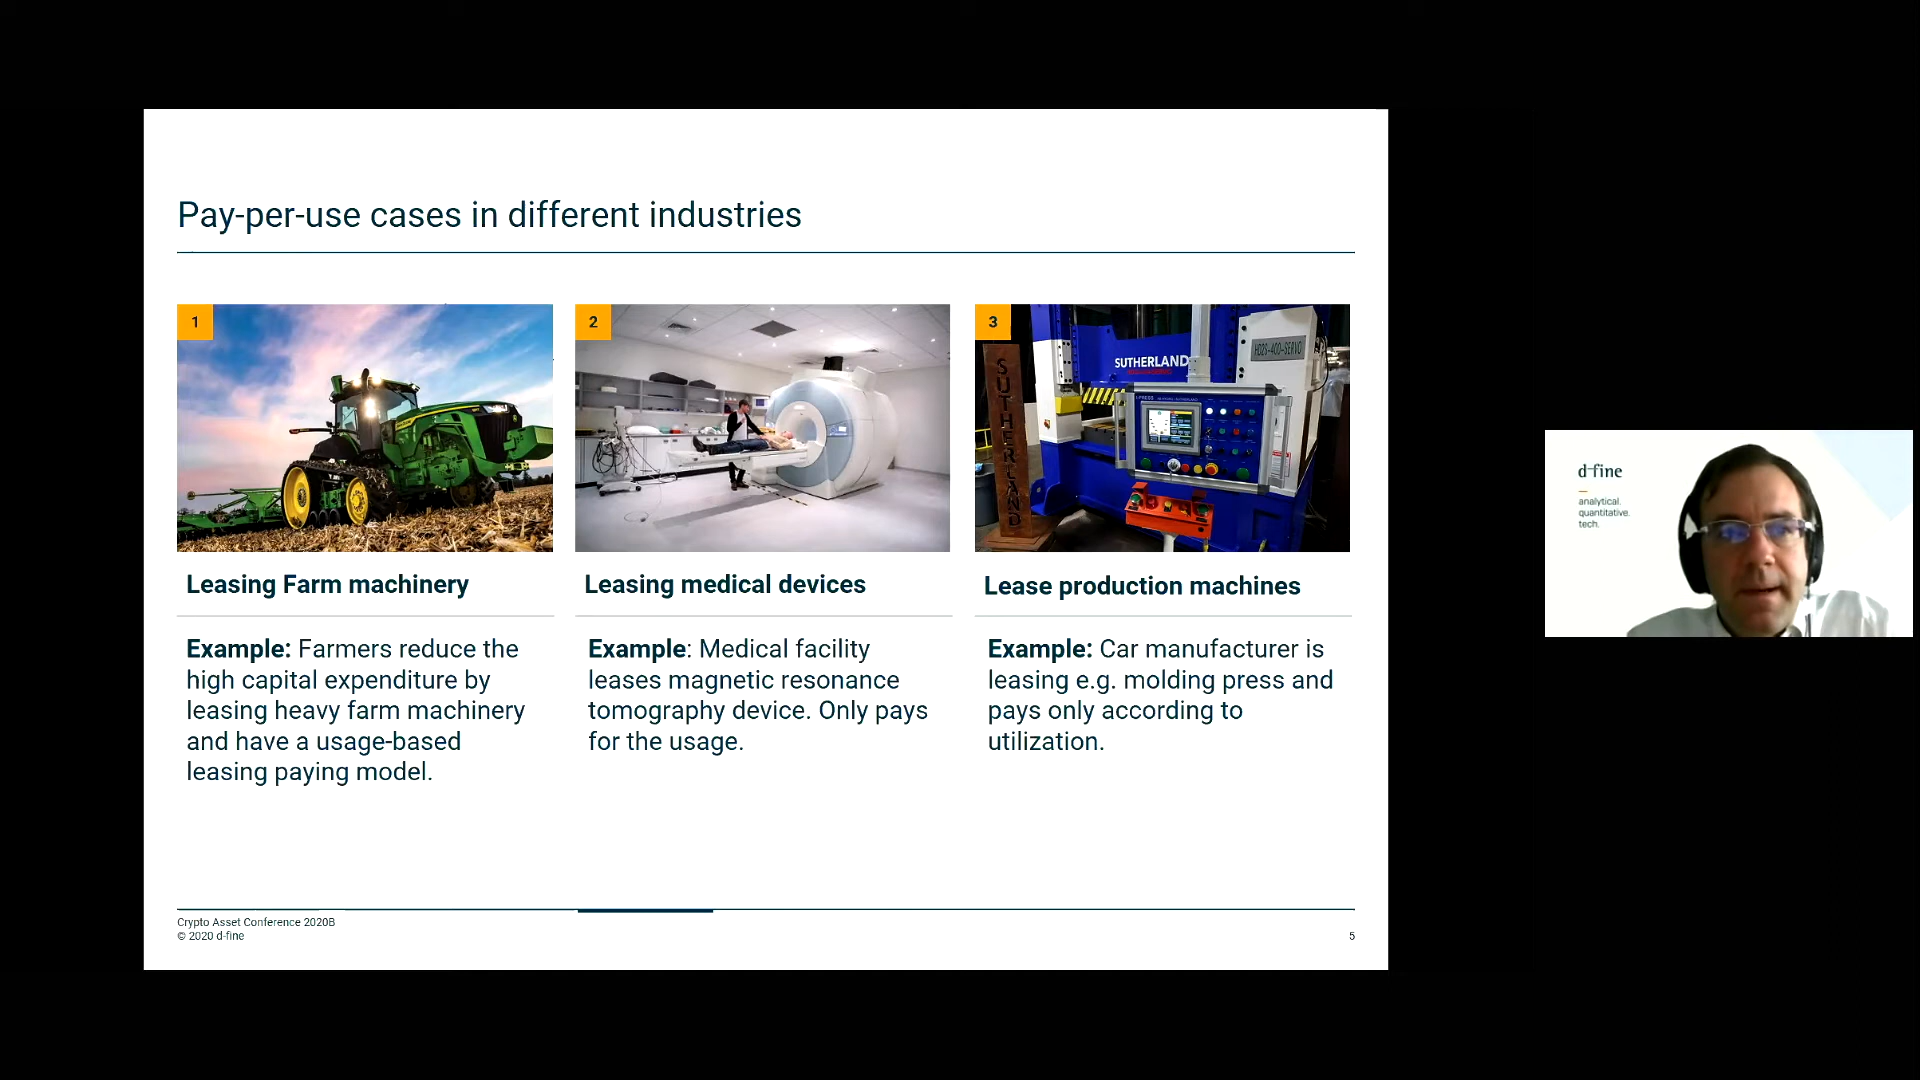 Pay-per-use cases in different industries
1
2
3
SUTHERLAND
SUTHERLAND
HD2S-400-SERVO
Leasing Farm machinery
Leasing medical devices
Lease production machines
Example: Farmers reduce the
high capital expenditure by
leasing heavy farm machinery
and have a usage-based
leasing paying model.
Example: Medical facility
leases magnetic resonance
tomography device. Only pays
for the usage.
Example: Car manufacturer is
leasing e.g. molding press and
pays only according to
utilization.
Crypto Asset Conference 2020B
© 2020 d-fine
5
d-fine
analytical.
quantitative.
tech.